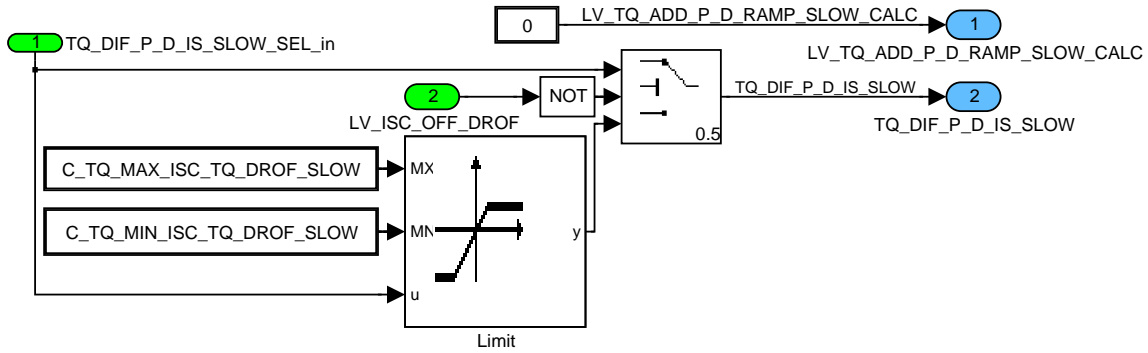 0
LV_TQ_ADD_P_D_RAMP_SLOW_CALC
1
LV_TQ_ADD_P_D_RAMP_SLOW_CALC
1
TQ_DIF_P_D_IS_SLOW_SEL_in
2
LV_ISC_OFF_DROF
NOT
0.5
TQ_DIF_P_D_IS_SLOW
2
TQ_DIF_P_D_IS_SLOW
C_TQ_MAX_ISC_TQ_DROF_SLOW
MX
C_TQ_MIN_ISC_TQ_DROF_SLOW
MN
y
u
Limit